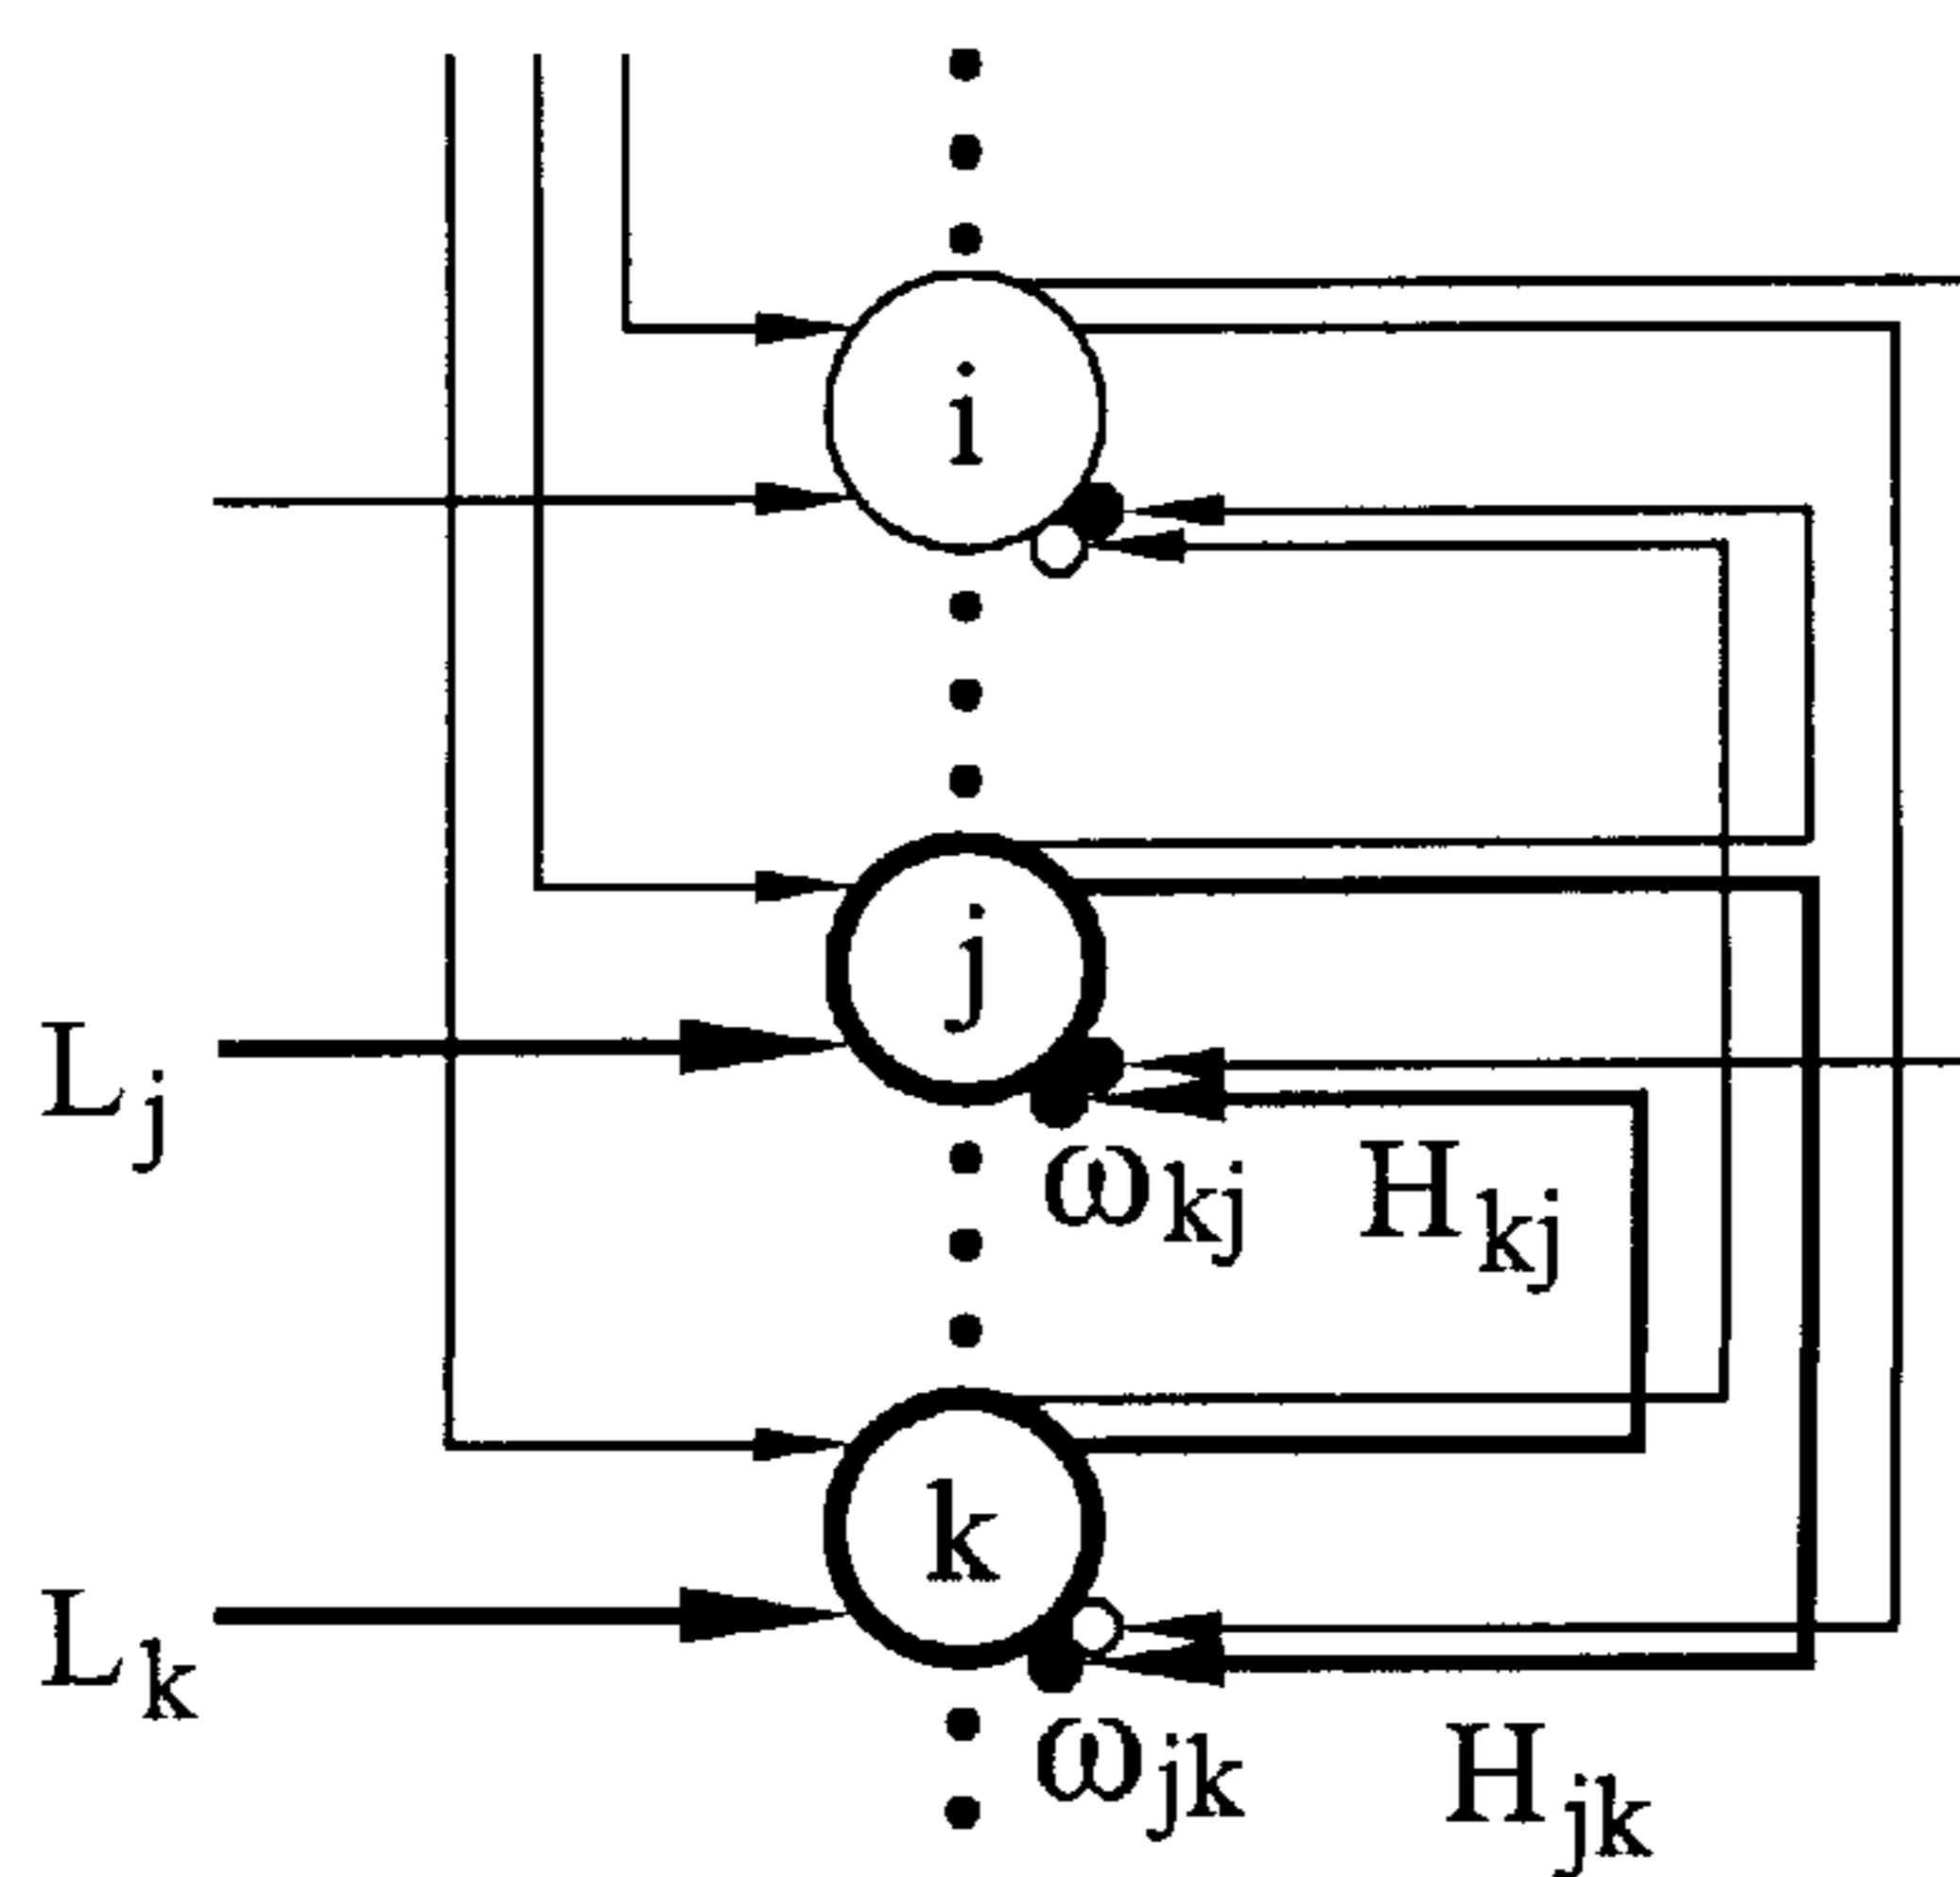 i
j
L_j
ω_kj H_kj
k
L_k
ω_jk H_jk